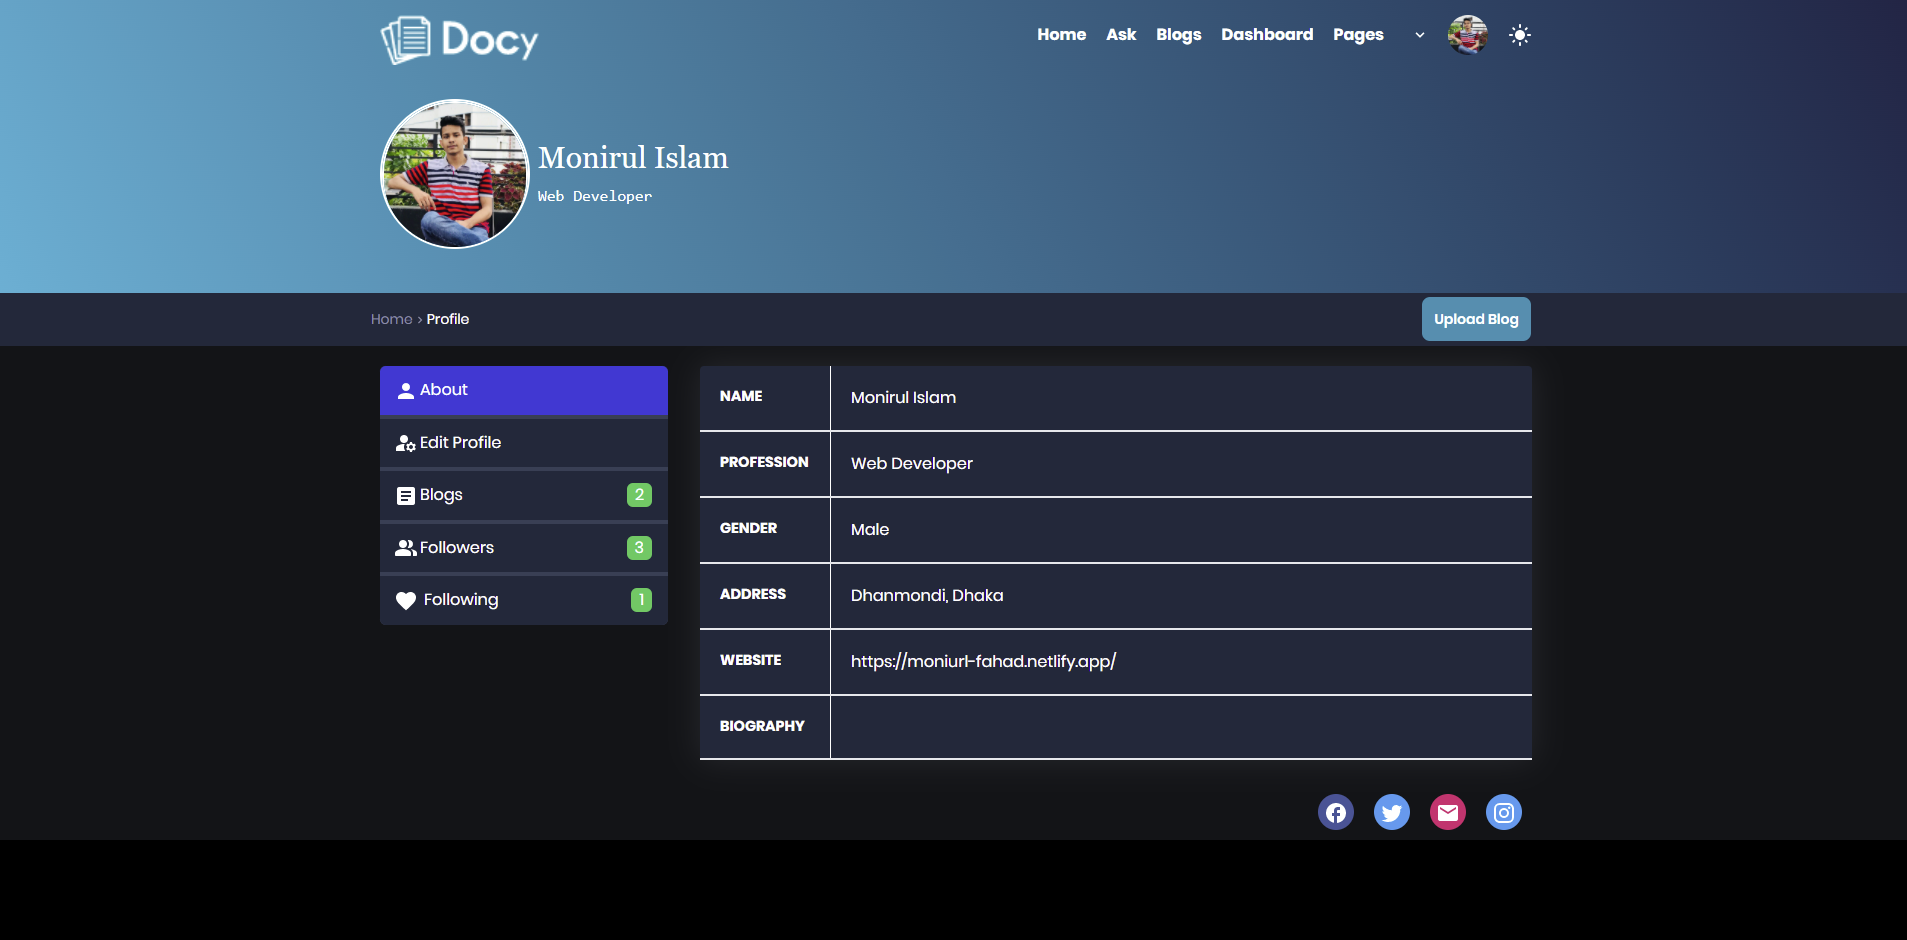 Docy
Home Ask Blogs Dashboard Pages
Monirul Islam
Web Developer
Home › Profile
Upload Blog
About
Edit Profile
Blogs 2
Followers 3
Following 1
NAME Monirul Islam
PROFESSION Web Developer
GENDER Male
ADDRESS Dhanmondi, Dhaka
WEBSITE https://moniurl-fahad.netlify.app/
BIOGRAPHY